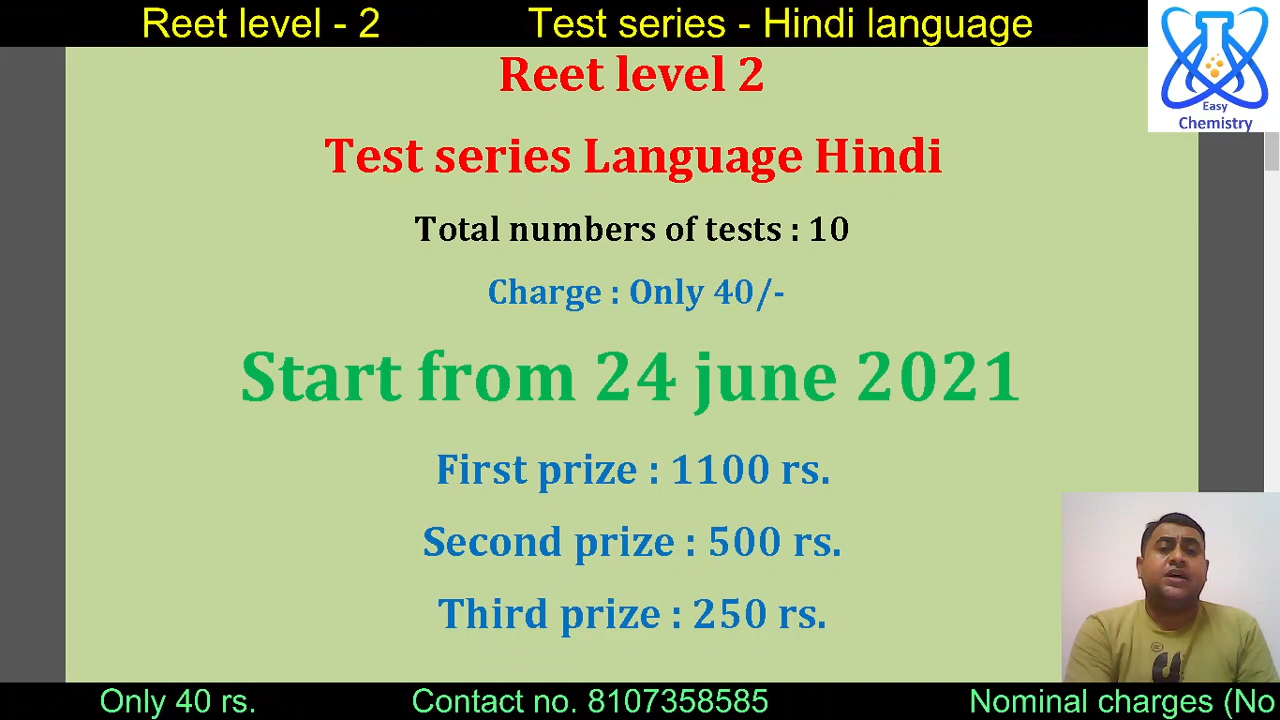 Reet level - 2 Test series - Hindi language
Easy
Chemistry
Reet level 2
Test series Language Hindi
Total numbers of tests : 10
Charge : Only 40/-
Start from 24 june 2021
First prize : 1100 rs.
Second prize : 500 rs.
Third prize : 250 rs.
Only 40 rs. Contact no. 8107358585 Nominal charges (No